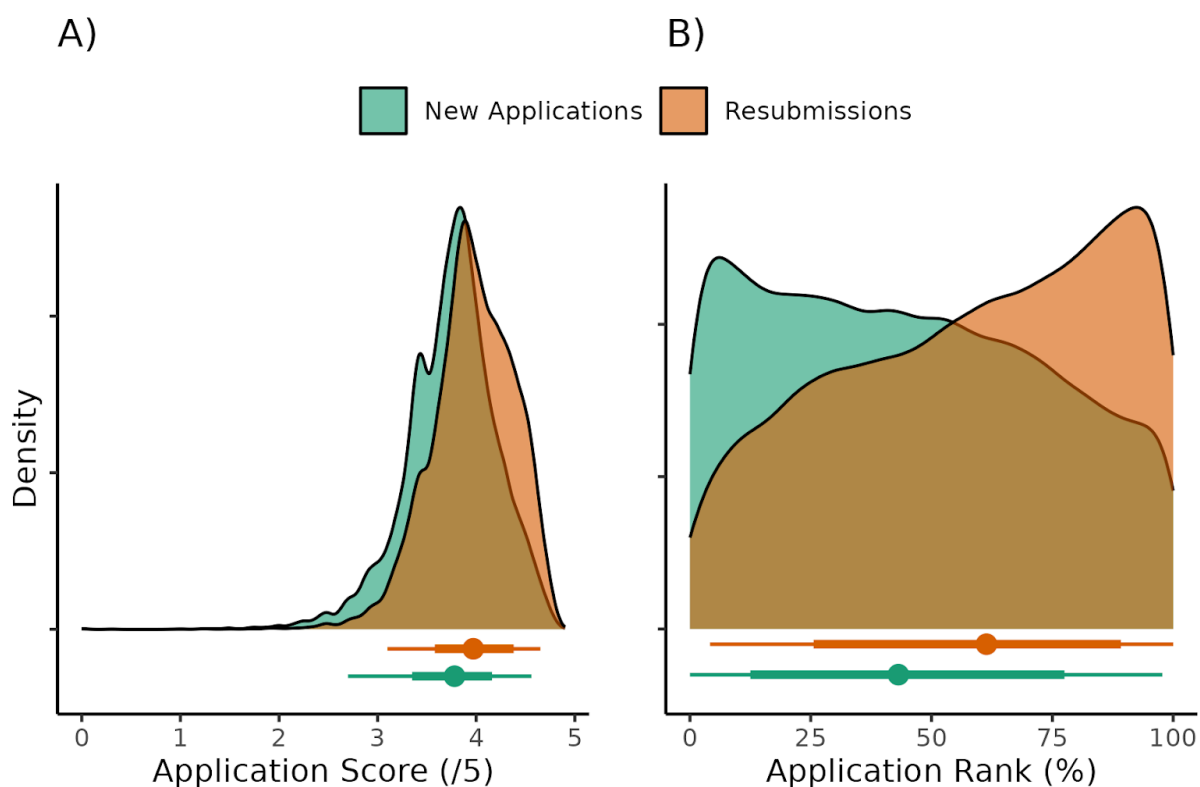 A)
B)
New Applications
Resubmissions
Density
0 1 2 3 4 5
Application Score (/5)
0 25 50 75 100
Application Rank (%)